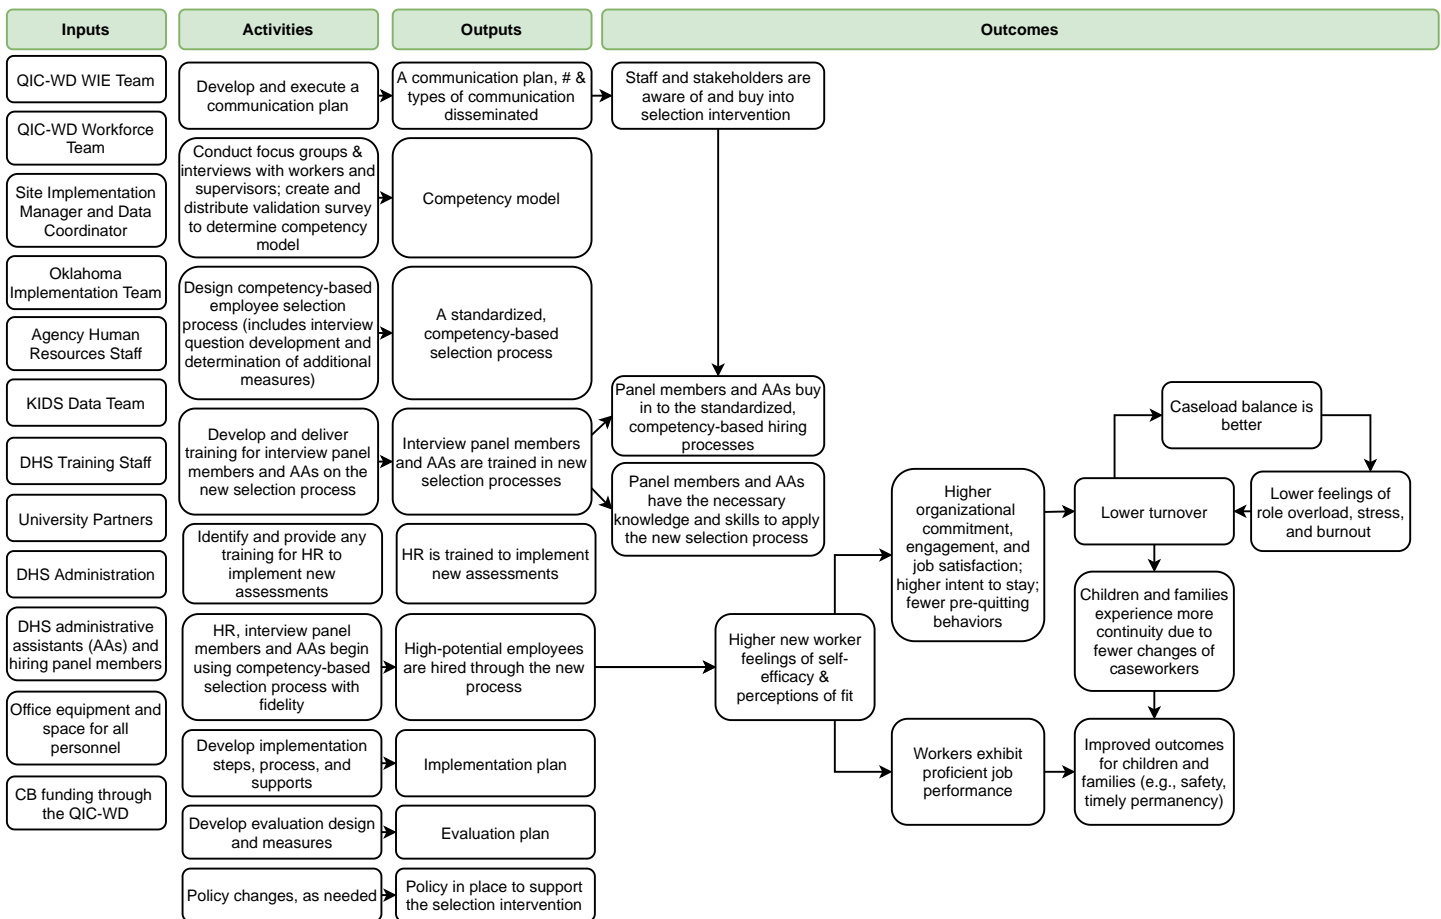 Inputs
Activities
Outputs
Outcomes
QIC-WD WIE Team
QIC-WD Workforce
Team
Site Implementation
Manager and Data
Coordinator
Oklahoma
Implementation Team
Agency Human
Resources Staff
KIDS Data Team
DHS Training Staff
University Partners
DHS Administration
DHS administrative
assistants (AAs) and
hiring panel members
Office equipment and
space for all
personnel
CB funding through
the QIC-WD
Develop and execute a
communication plan
Conduct focus groups &
interviews with workers and
supervisors; create and
distribute validation survey
to determine competency
model
Design competency-based
employee selection
process (includes interview
question development and
determination of additional
measures)
Develop and deliver
training for interview panel
members and AAs on the
new selection process
Identify and provide any
training for HR to
implement new
assessments
HR, interview panel
members and AAs begin
using competency-based
selection process with
fidelity
Develop implementation
steps, process, and
supports
Develop evaluation design
and measures
Policy changes, as needed
A communication plan, # &
types of communication
disseminated
Competency model
A standardized,
competency-based
selection process
Interview panel members
and AAs are trained in new
selection processes
HR is trained to implement
new assessments
High-potential employees
are hired through the new
process
Implementation plan
Evaluation plan
Policy in place to support
the selection intervention
Staff and stakeholders are
aware of and buy into
selection intervention
Panel members and AAs buy
in to the standardized,
competency-based hiring
processes
Panel members and AAs
have the necessary
knowledge and skills to apply
the new selection process
Higher new worker
feelings of self-
efficacy &
perceptions of fit
Higher
organizational
commitment,
engagement, and
job satisfaction;
higher intent to stay;
fewer pre-quitting
behaviors
Workers exhibit
proficient job
performance
Caseload balance is
better
Lower turnover
Lower feelings of
role overload, stress,
and burnout
Children and families
experience more
continuity due to
fewer changes of
caseworkers
Improved outcomes
for children and
families (e.g., safety,
timely permanency)